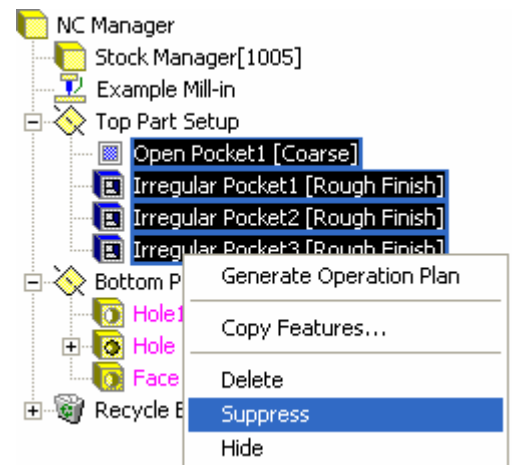 NC Manager
Stock Manager[1005]
Example Mill-in
Top Part Setup
Open Pocket1 [Coarse]
Irregular Pocket1 [Rough Finish]
Irregular Pocket2 [Rough Finish]
Irregular Pocket3 [Rough Finish]
Bottom P
Hole1
Hole
Face
Recycle
Generate Operation Plan
Copy Features...
Delete
Suppress
Hide